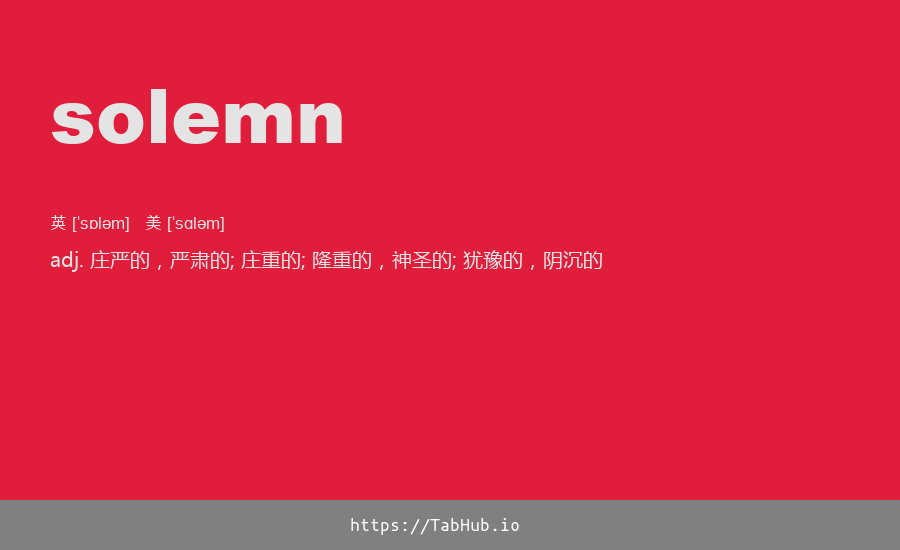 solemn
英 [ˈsɒləm] 美 [ˈsɑləm]
adj. 庄严的，严肃的; 庄重的; 隆重的，神圣的; 犹豫的，阴沉的
https://TabHub.io